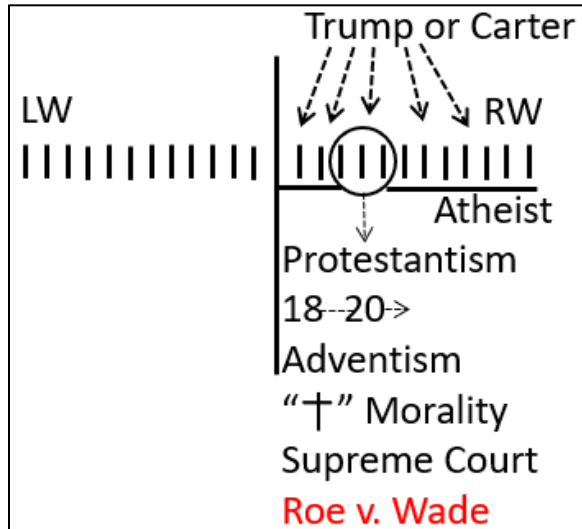 Trump or Carter
LW
RW
Atheist
Protestantism
18 20
Adventism
“†” Morality
Supreme Court
Roe v. Wade